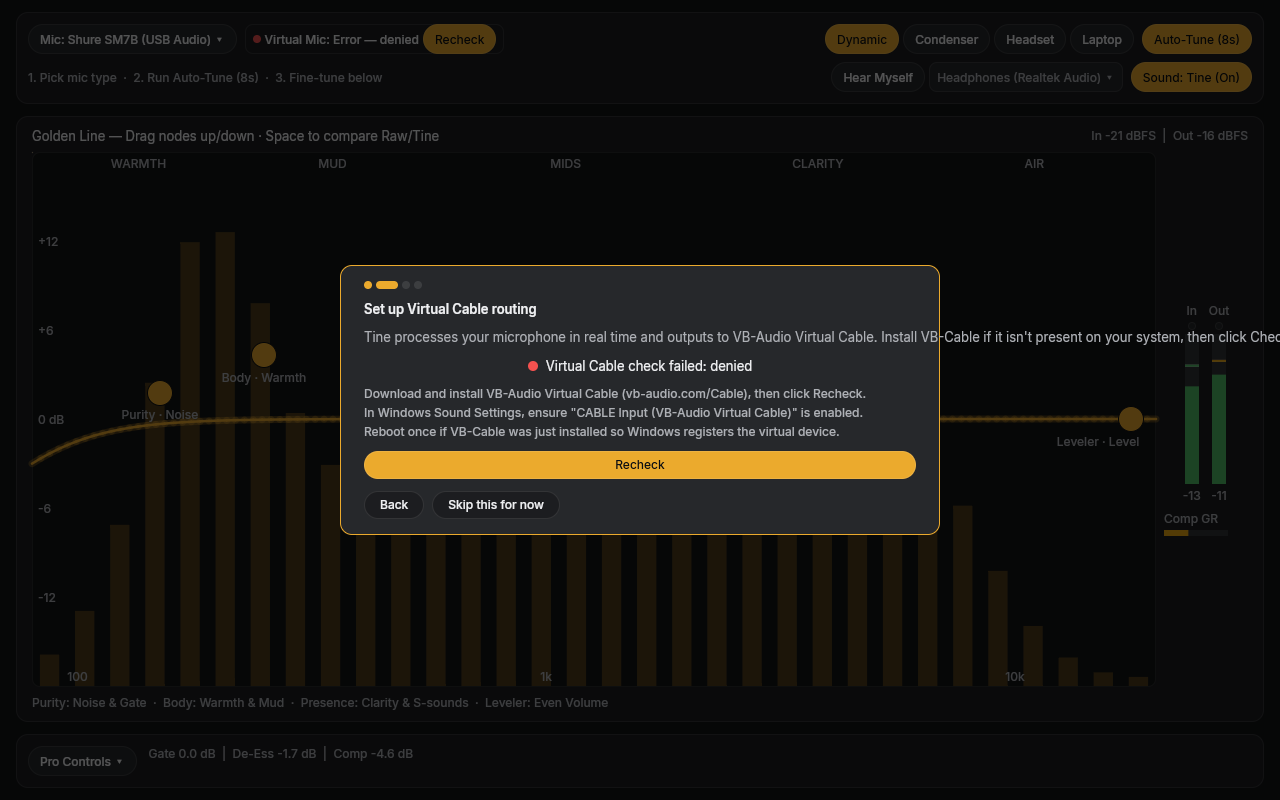 Mic: Shure SM7B (USB Audio) ▾
Virtual Mic: Error — denied
Recheck
Dynamic
Condenser
Headset
Laptop
Auto-Tune (8s)
1. Pick mic type · 2. Run Auto-Tune (8s) · 3. Fine-tune below
Hear Myself
Headphones (Realtek Audio) ▾
Sound: Tine (On)
Golden Line — Drag nodes up/down · Space to compare Raw/Tine
In -21 dBFS | Out -16 dBFS
WARMTH
MUD
MIDS
CLARITY
AIR
+12
+6
0 dB
-6
-12
Body · Warmth
Purity · Noise
Leveler · Level
Set up Virtual Cable routing
Tine processes your microphone in real time and outputs to VB-Audio Virtual Cable. Install VB-Cable if it isn't present on your system, then click Chec
Virtual Cable check failed: denied
Download and install VB-Audio Virtual Cable (vb-audio.com/Cable), then click Recheck.
In Windows Sound Settings, ensure "CABLE Input (VB-Audio Virtual Cable)" is enabled.
Reboot once if VB-Cable was just installed so Windows registers the virtual device.
Recheck
Back
Skip this for now
In
Out
-13
-11
Comp GR
100
1k
10k
Purity: Noise & Gate · Body: Warmth & Mud · Presence: Clarity & S-sounds · Leveler: Even Volume
Pro Controls ▾
Gate 0.0 dB | De-Ess -1.7 dB | Comp -4.6 dB